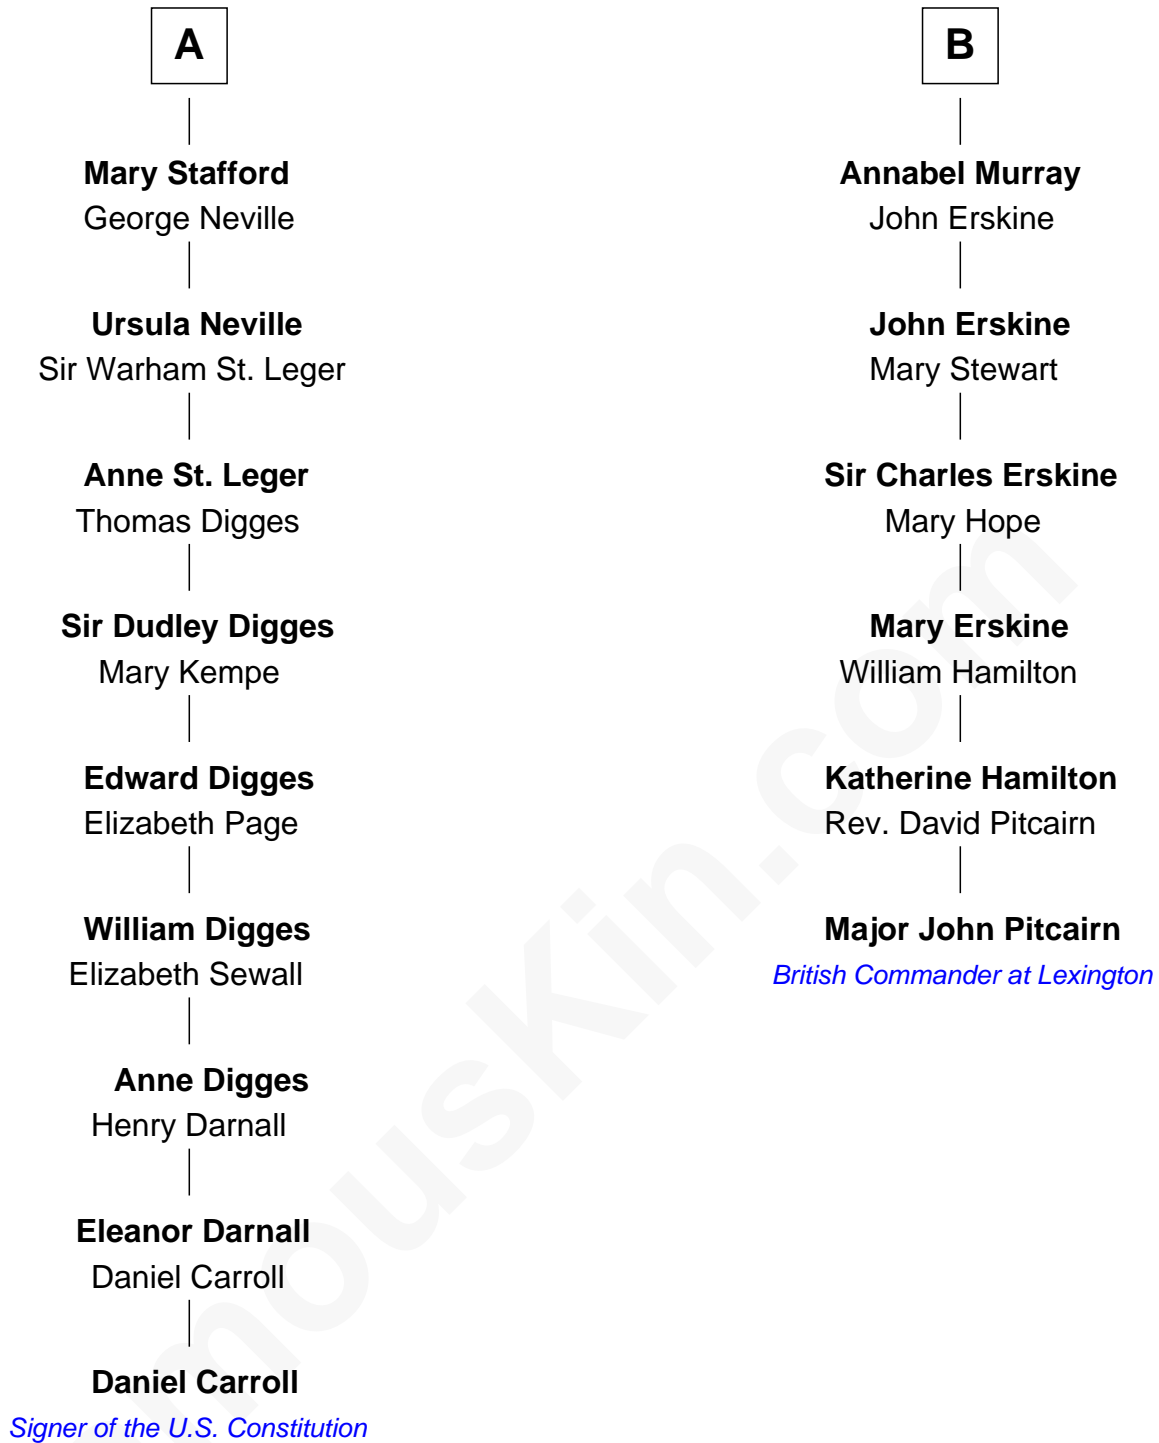 A
Mary Stafford
George Neville
Ursula Neville
Sir Warham St. Leger
Anne St. Leger
Thomas Digges
Sir Dudley Digges
Mary Kempe
Edward Digges
Elizabeth Page
William Digges
Elizabeth Sewall
Anne Digges
Henry Darnall
Eleanor Darnall
Daniel Carroll
Daniel Carroll
Signer of the U.S. Constitution
B
Annabel Murray
John Erskine
John Erskine
Mary Stewart
Sir Charles Erskine
Mary Hope
Mary Erskine
William Hamilton
Katherine Hamilton
Rev. David Pitcairn
Major John Pitcairn
British Commander at Lexington
mousKin.com